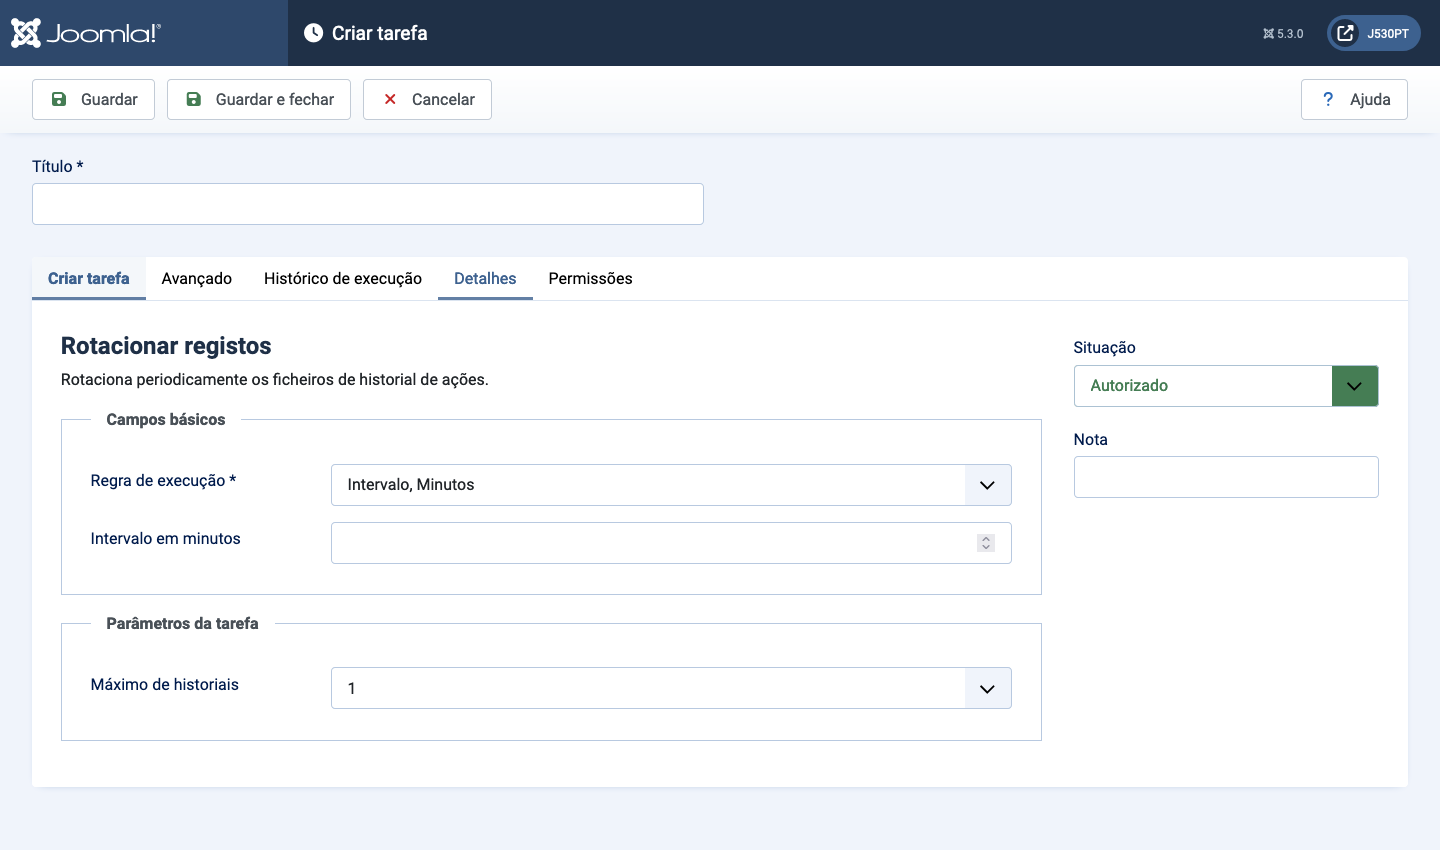 Joomla!®
Criar tarefa
5.3.0
J530PT
Guardar
Guardar e fechar
Cancelar
? Ajuda
Título *
Criar tarefa
Avançado
Histórico de execução
Detalhes
Permissões
Rotacionar registos
Rotaciona periodicamente os ficheiros de historial de ações.
Campos básicos
Regra de execução *
Intervalo, Minutos
Intervalo em minutos
Parâmetros da tarefa
Máximo de historiais
1
Situação
Autorizado
Nota